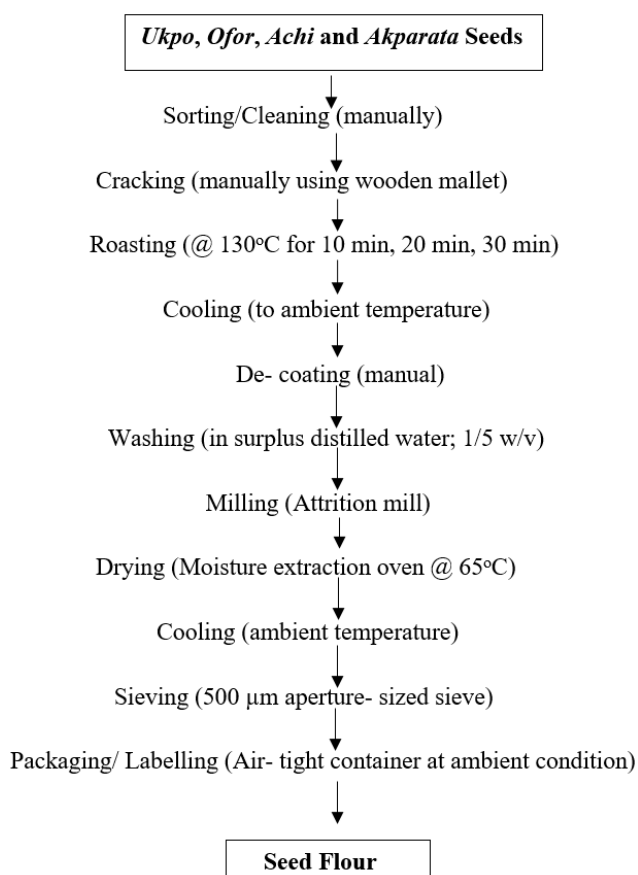 Ukpo, Ofor, Achi and Akparata Seeds
Sorting/Cleaning (manually)
Cracking (manually using wooden mallet)
Roasting (@ 130°C for 10 min, 20 min, 30 min)
Cooling (to ambient temperature)
De- coating (manual)
Washing (in surplus distilled water; 1/5 w/v)
Milling (Attrition mill)
Drying (Moisture extraction oven @ 65°C)
Cooling (ambient temperature)
Sieving (500 μm aperture- sized sieve)
Packaging/ Labelling (Air- tight container at ambient condition)
Seed Flour